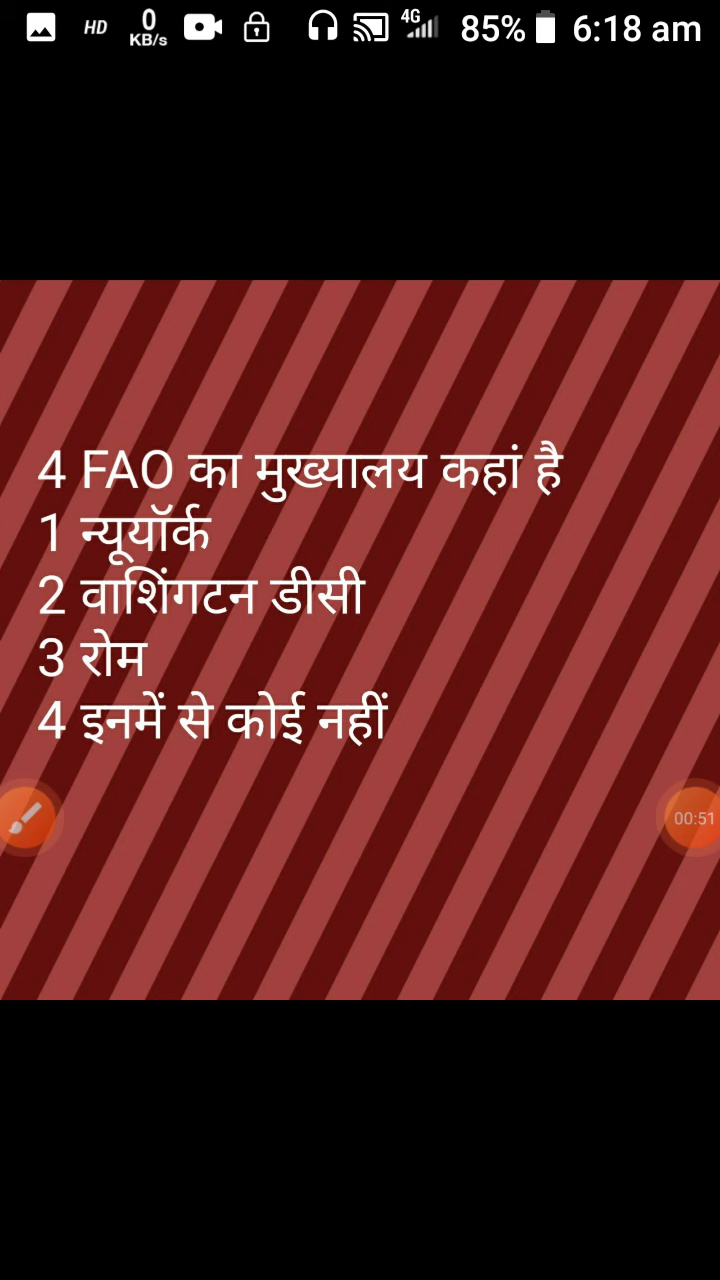 HD 0 KB/s 4G 85% 6:18 am
4 FAO का मुख्यालय कहां है
1 न्यूयॉर्क
2 वाशिंगटन डीसी
3 रोम
4 इनमें से कोई नहीं
00:51